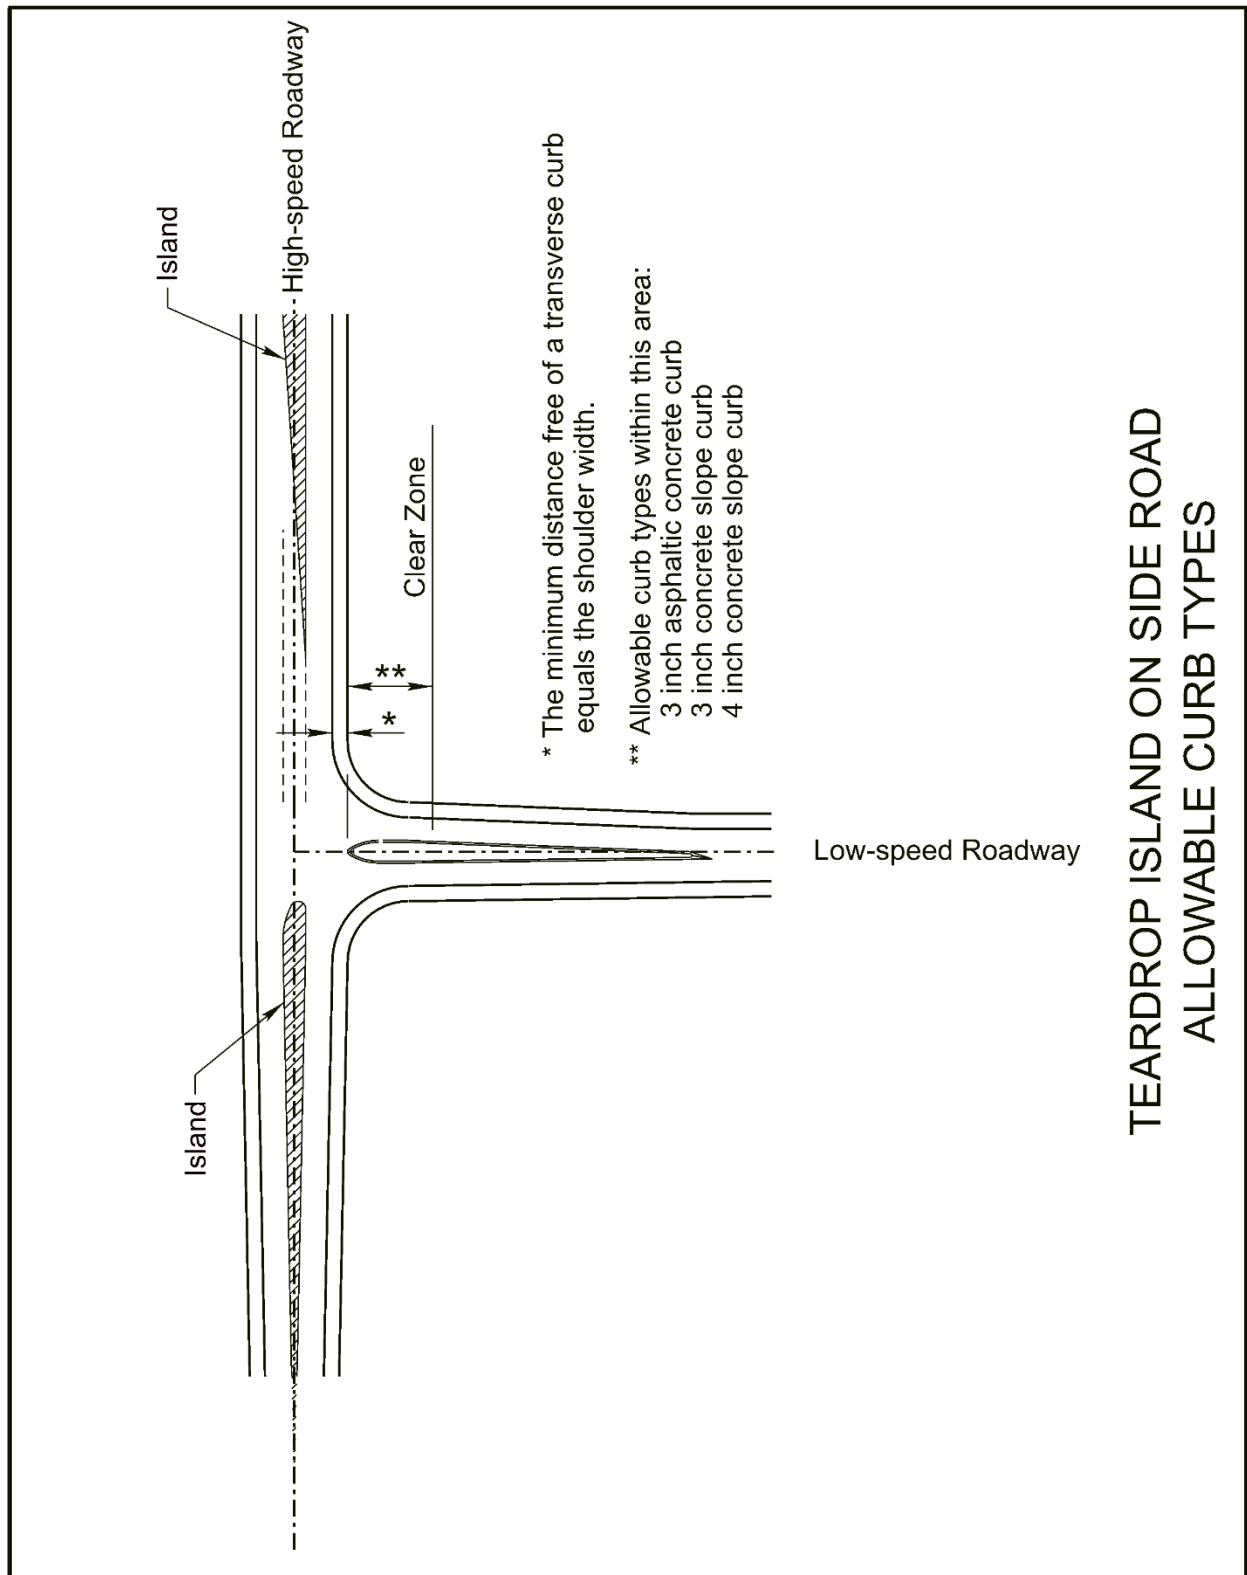 Island
High-speed Roadway
Island
Clear Zone
**
*
* The minimum distance free of a transverse curb
equals the shoulder width.
** Allowable curb types within this area:
3 inch asphaltic concrete curb
3 inch concrete slope curb
4 inch concrete slope curb
Low-speed Roadway
TEARDROP ISLAND ON SIDE ROAD
ALLOWABLE CURB TYPES